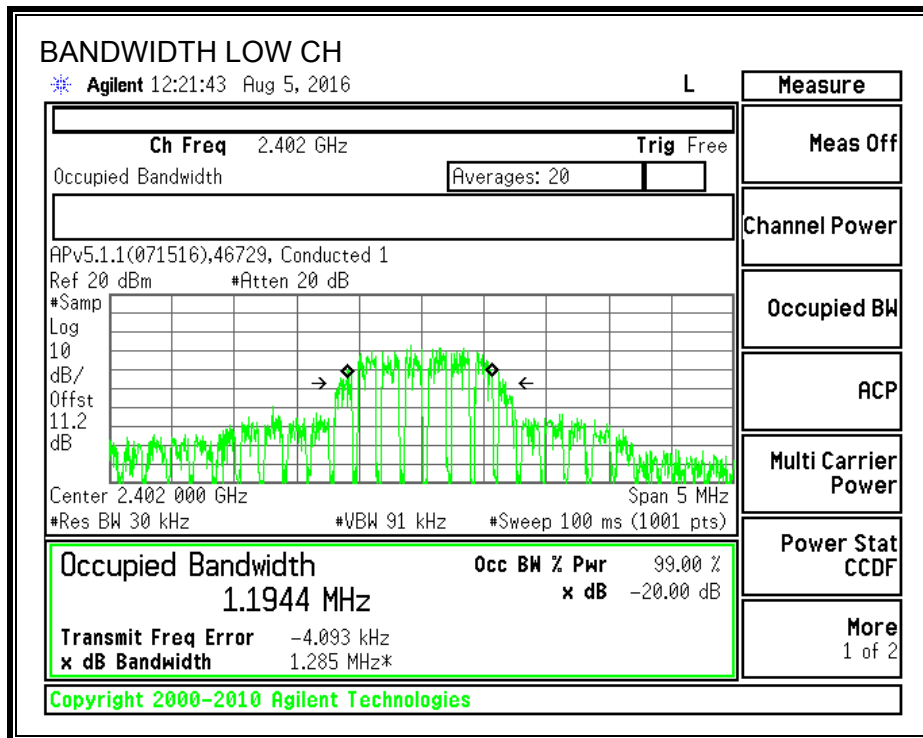 BANDWIDTH LOW CH
Agilent 12:21:43 Aug 5, 2016 L
Measure
Ch Freq 2.402 GHz Trig Free
Meas Off
Occupied Bandwidth Averages: 20
Channel Power
APv5.1.1(071516),46729, Conducted 1
Ref 20 dBm #Atten 20 dB
#Samp
Log
10
dB/
Offst
11.2
dB
Occupied BW
ACP
Multi Carrier
Power
Center 2.402 000 GHz Span 5 MHz
#Res BW 30 kHz #VBW 91 kHz #Sweep 100 ms (1001 pts)
Power Stat
CCDF
Occupied Bandwidth Occ BW % Pwr 99.00 %
1.1944 MHz x dB -20.00 dB
Transmit Freq Error -4.093 kHz
x dB Bandwidth 1.285 MHz*
More
1 of 2
Copyright 2000-2010 Agilent Technologies